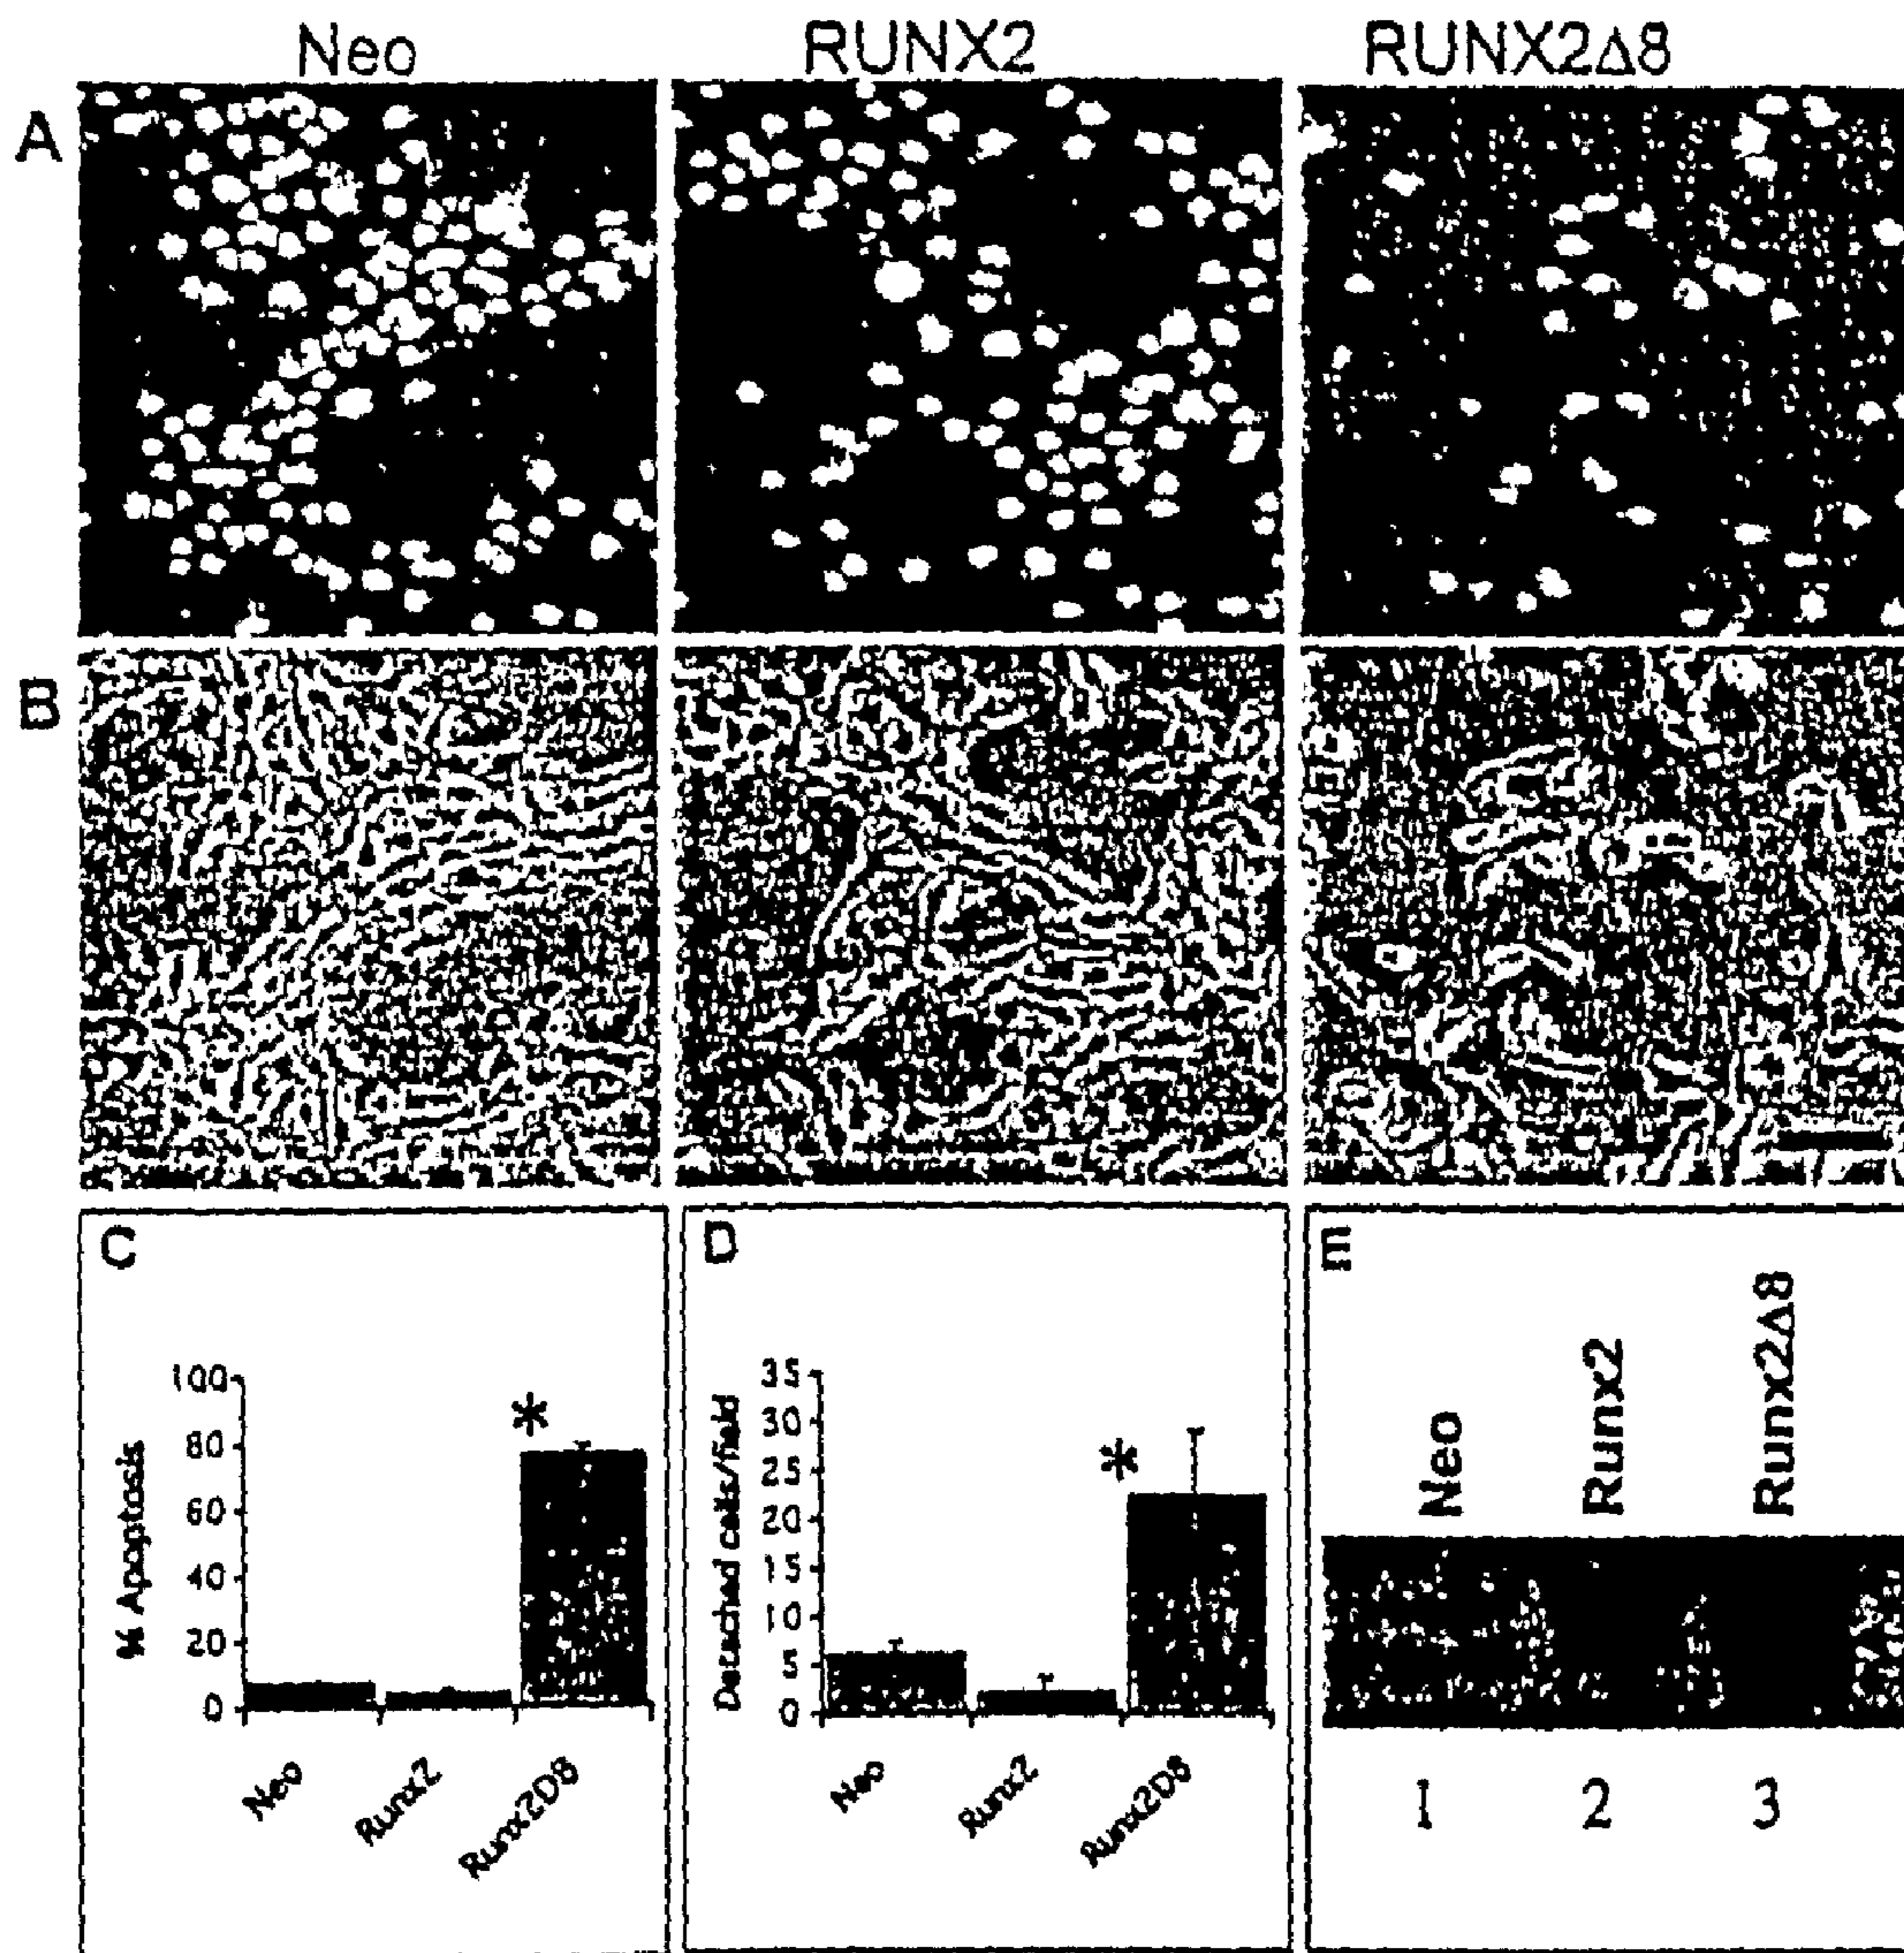 Neo RUNX2 RUNX2Δ8
A
B
C
% Apoptosis
100
80
60
40
20
0
Neo Runx2 Runx2D8
*
D
Detached cells/field
35
30
25
20
15
10
5
0
Neo Runx2 Runx2D8
*
E
Neo Runx2 Runx2Δ8
1 2 3